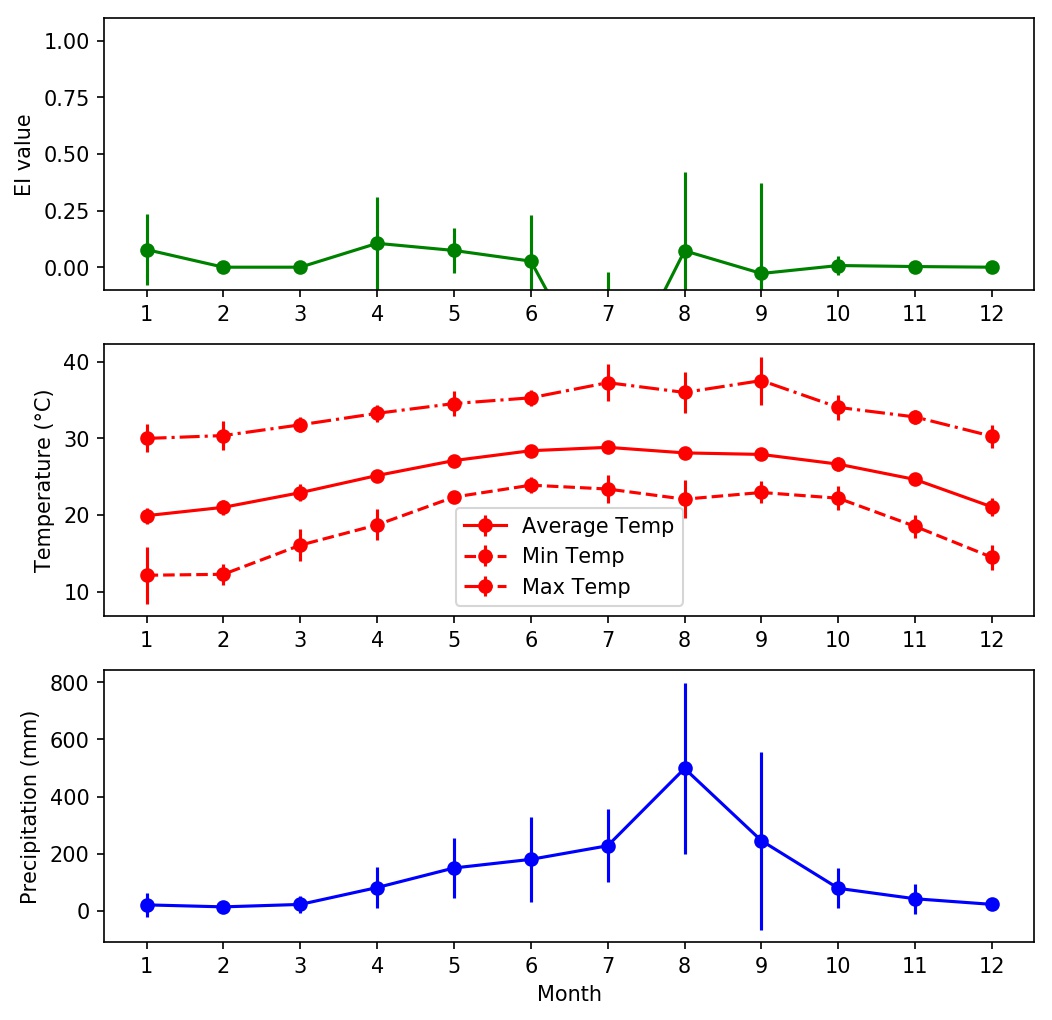 EI value
1.00
0.75
0.50
0.25
0.00
1 2 3 4 5 6 7 8 9 10 11 12
Temperature (°C)
40
30
20
10
Average Temp
Min Temp
Max Temp
1 2 3 4 5 6 7 8 9 10 11 12
Precipitation (mm)
800
600
400
200
0
1 2 3 4 5 6 7 8 9 10 11 12
Month